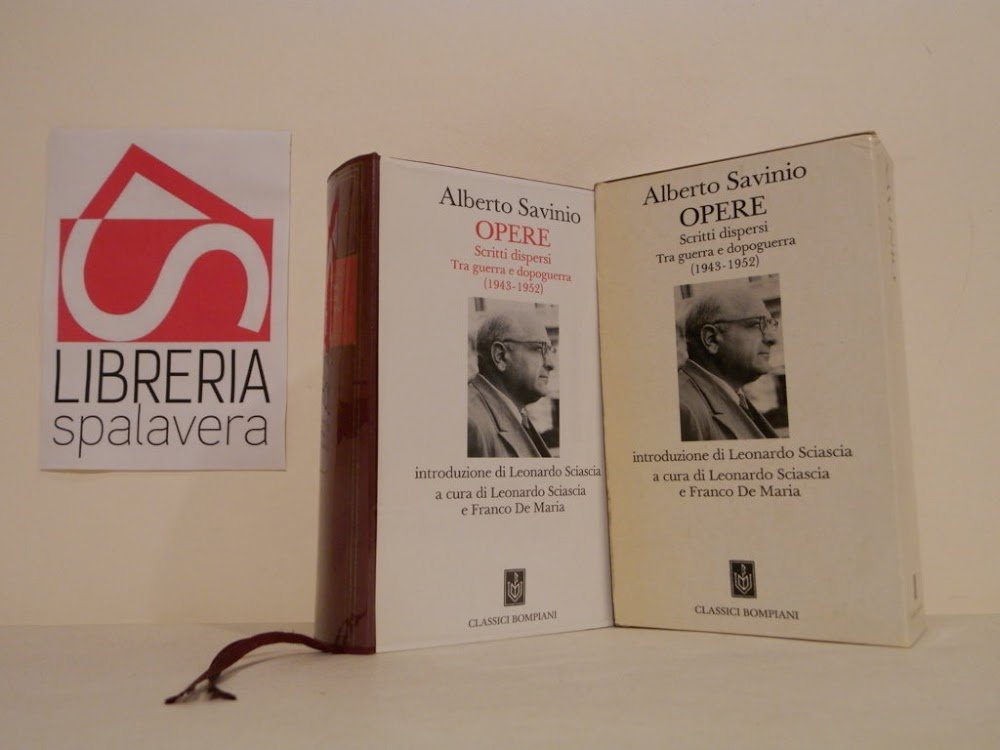 LIBRERIA
spalavera
Alberto Savinio
OPERE
Scritti dispersi
Tra guerra e dopoguerra
(1943-1952)
introduzione di Leonardo Sciascia
a cura di Leonardo Sciascia
e Franco De Maria
CLASSICI BOMPIANI
Alberto Savinio
OPERE
Scritti dispersi
Tra guerra e dopoguerra
(1943-1952)
introduzione di Leonardo Sciascia
a cura di Leonardo Sciascia
e Franco De Maria
CLASSICI BOMPIANI